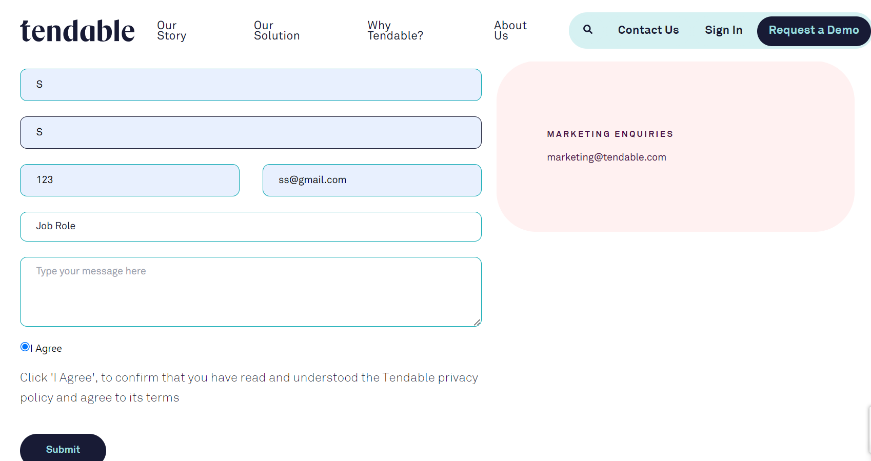 tendable
Our
Story
Our
Solution
Why
Tendable?
About
Us
Contact Us
Sign In
Request a Demo
S
S
123
ss@gmail.com
Job Role
Type your message here
I Agree
Click 'I Agree', to confirm that you have read and understood the Tendable privacy
policy and agree to its terms
Submit
MARKETING ENQUIRIES
marketing@tendable.com